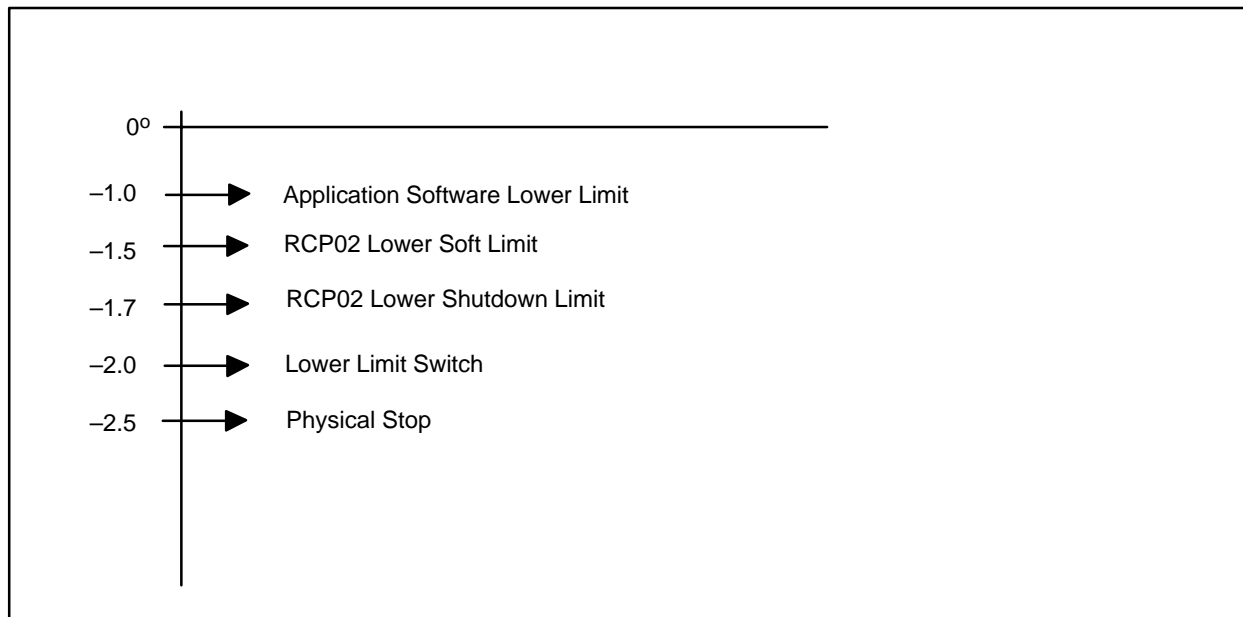 0º
–1.0 Application Software Lower Limit
–1.5 RCP02 Lower Soft Limit
–1.7 RCP02 Lower Shutdown Limit
–2.0 Lower Limit Switch
–2.5 Physical Stop